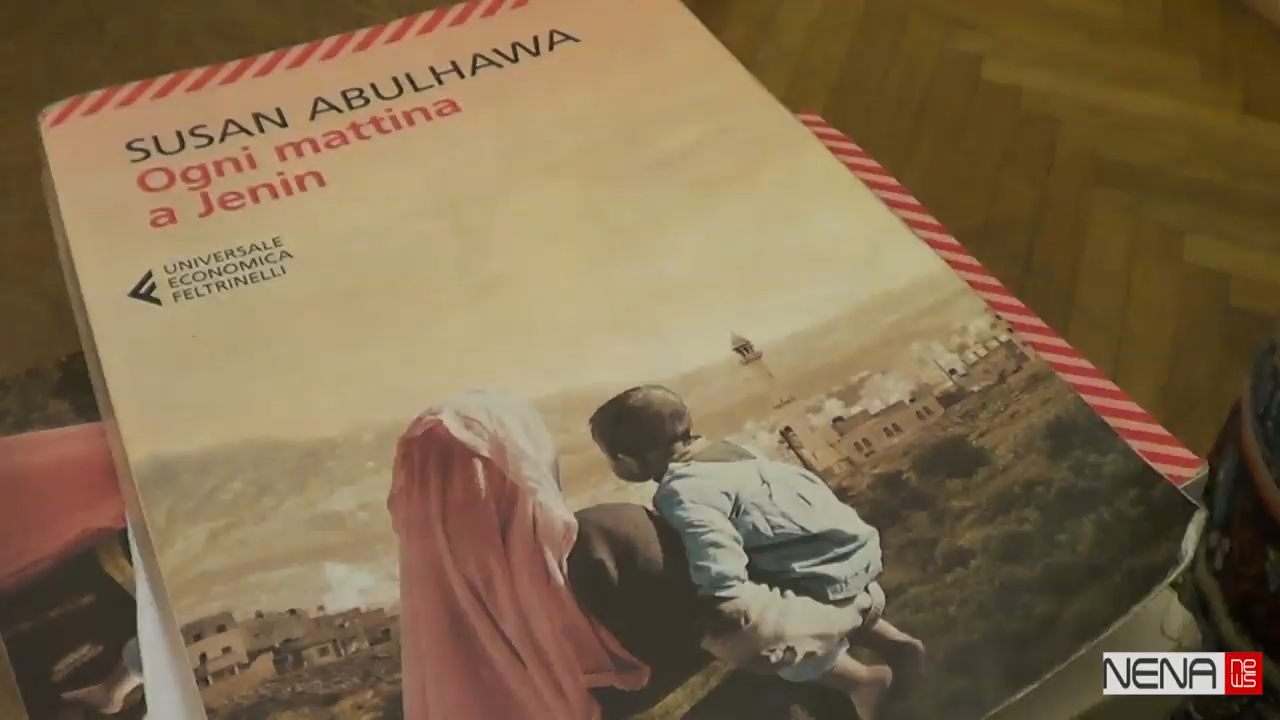 SUSAN ABULHAWA
Ogni mattina
a Jenin
UNIVERSALE
ECONOMICA
FELTRINELLI
NENA news